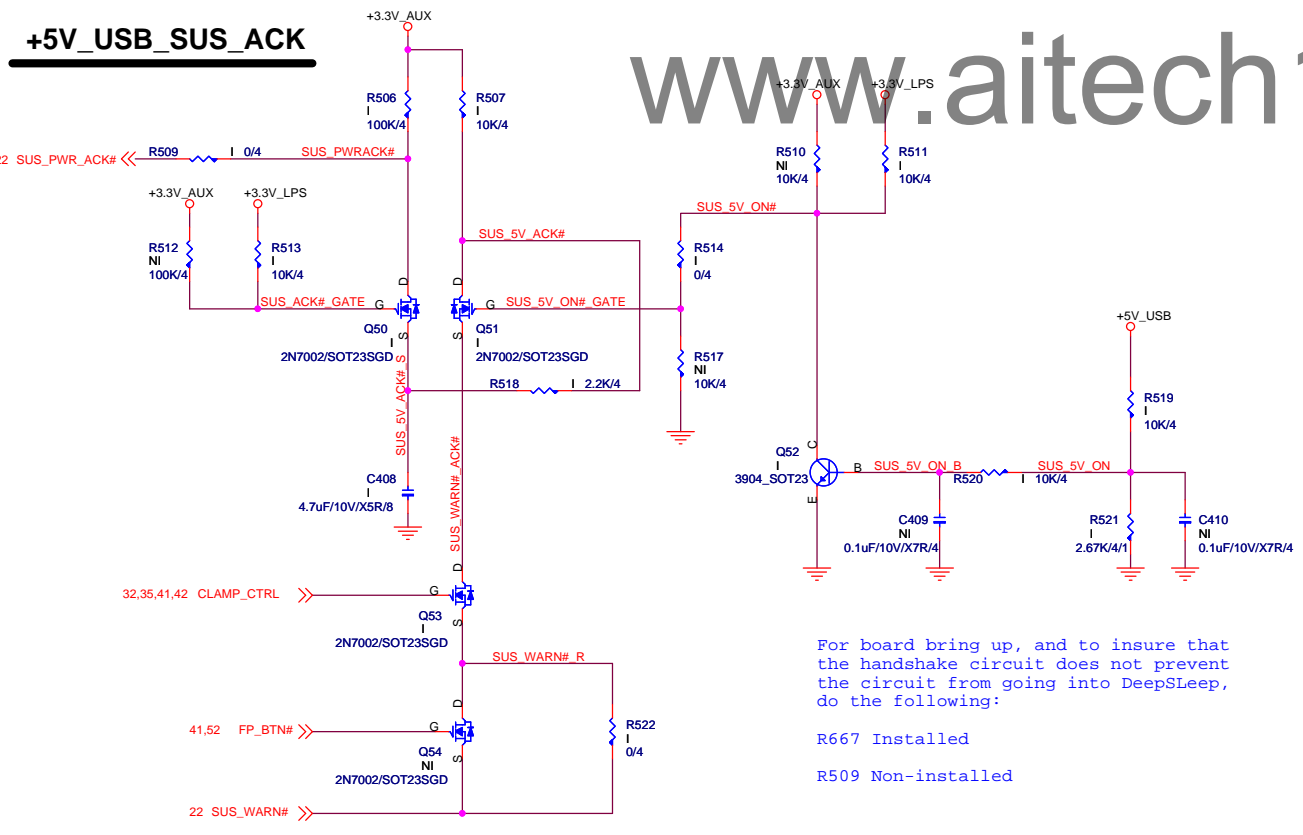 +5V_USB_SUS_ACK
www.aitech1
+3.3V_AUX
R506
I
100K/4
R507
I
10K/4
22 SUS_PWR_ACK#
R509
I 0/4
SUS_PWRACK#
+3.3V_AUX
+3.3V_LPS
R512
NI
100K/4
R513
I
10K/4
SUS_ACK#_GATE
G
D
S
Q50
I
2N7002/SOT23SGD
SUS_5V_ACK#
D
G
S
SUS_5V_ON#_GATE
Q51
I
2N7002/SOT23SGD
R518
I 2.2K/4
SUS_5V_ACK#_S
C408
I
4.7uF/10V/X5R/8
SUS_WARN#_ACK#
+3.3V_AUX
+3.3V_LPS
R510
NI
10K/4
R511
I
10K/4
SUS_5V_ON#
R514
I
0/4
R517
NI
10K/4
Q52
I
3904_SOT23
C
B
E
SUS_5V_ON_B
R520
I 10K/4
SUS_5V_ON
+5V_USB
R519
I
10K/4
C409
NI
0.1uF/10V/X7R/4
R521
I
2.67K/4/1
C410
NI
0.1uF/10V/X7R/4
32,35,41,42 CLAMP_CTRL
G
D
S
Q53
I
2N7002/SOT23SGD
SUS_WARN#_R
41,52 FP_BTN#
G
D
S
Q54
NI
2N7002/SOT23SGD
R522
I
0/4
22 SUS_WARN#
For board bring up, and to insure that
the handshake circuit does not prevent
the circuit from going into DeepSLeep,
do the following:
R667 Installed
R509 Non-installed